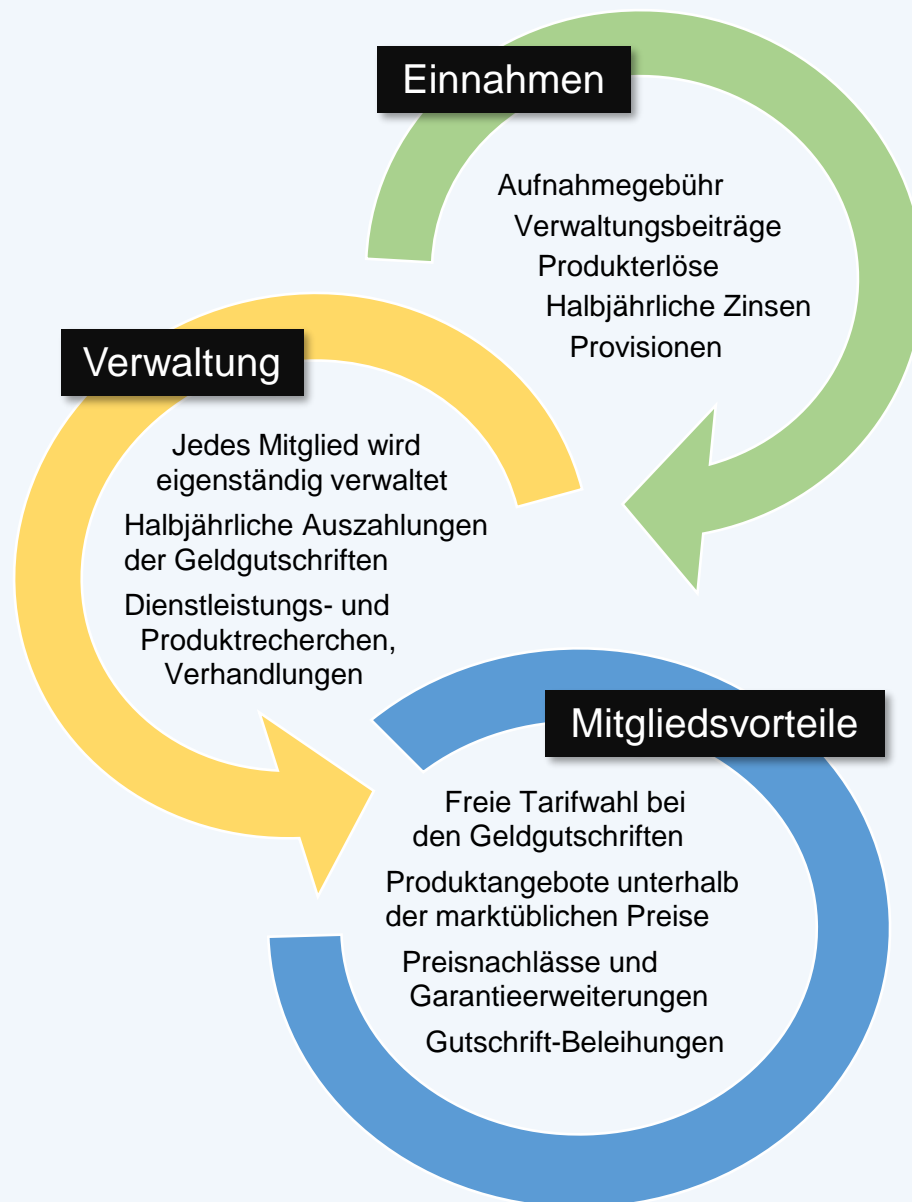 Einnahmen
Aufnahmegebühr
Verwaltungsbeiträge
Produkterlöse
Halbjährliche Zinsen
Provisionen
Verwaltung
Jedes Mitglied wird
eigenständig verwaltet
Halbjährliche Auszahlungen
der Geldgutschriften
Dienstleistungs- und
Produktrecherchen,
Verhandlungen
Mitgliedsvorteile
Freie Tarifwahl bei
den Geldgutschriften
Produktangebote unterhalb
der marktüblichen Preise
Preisnachlässe und
Garantieerweiterungen
Gutschrift-Beleihungen